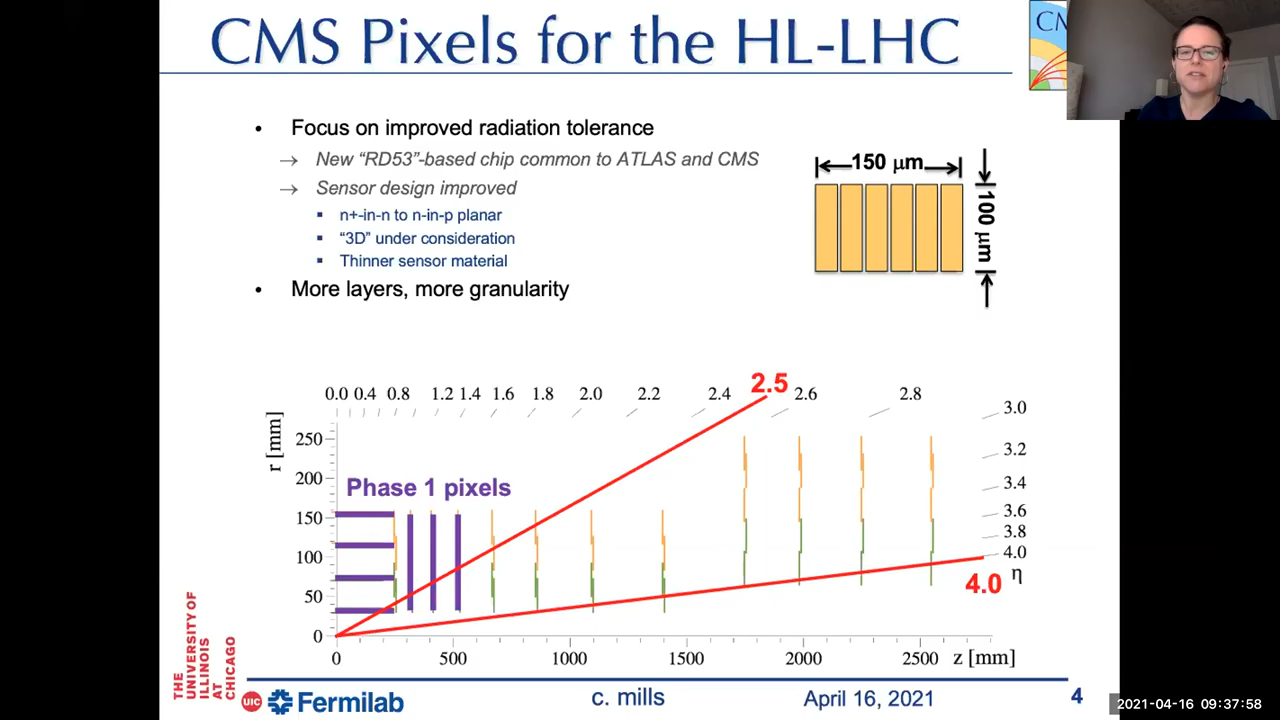 CMS Pixels for the HL-LHC
CM
• Focus on improved radiation tolerance
→ New “RD53”-based chip common to ATLAS and CMS
→ Sensor design improved
▪ n+-in-n to n-in-p planar
▪ “3D” under consideration
▪ Thinner sensor material
• More layers, more granularity
150 μm
100 μm
0.0 0.4 0.8 1.2 1.4 1.6 1.8 2.0 2.2 2.4 2.5 2.6 2.8
3.0
3.2
3.4
3.6
3.8
4.0
η
4.0
r [mm]
250
200
150
100
50
0
Phase 1 pixels
0 500 1000 1500 2000 2500 z [mm]
THE
UNIVERSITY OF
ILLINOIS
AT
CHICAGO
UIC
Fermilab
c. mills
April 16, 2021
4
2021-04-16 09:37:58